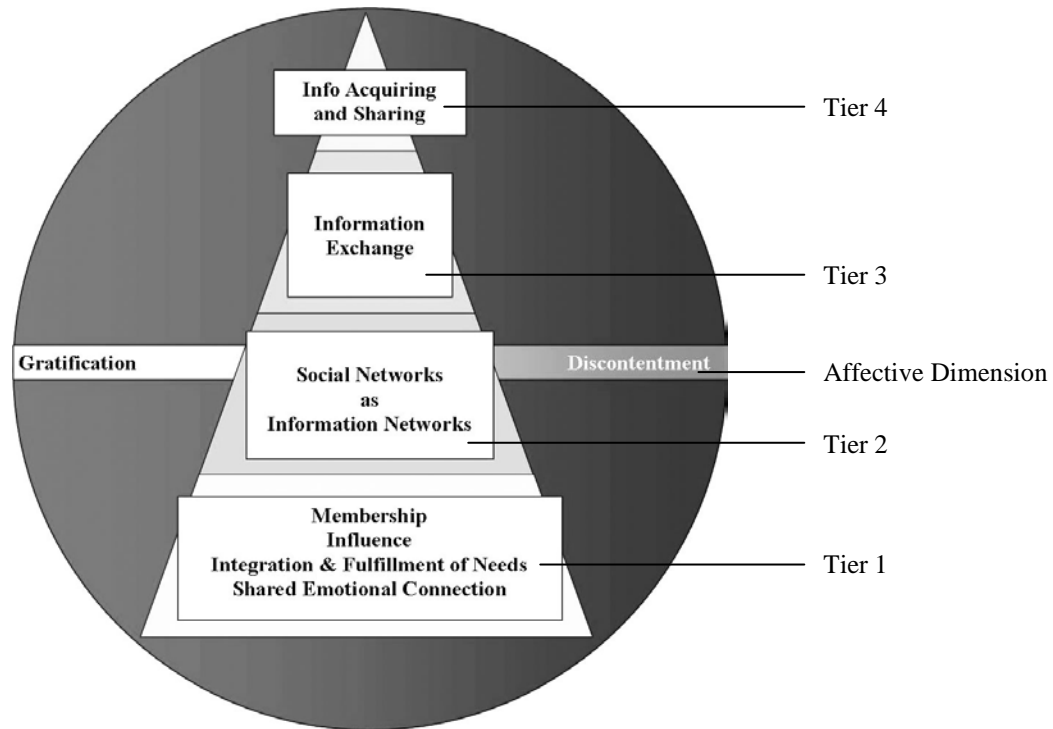 Info Acquiring
and Sharing
Tier 4
Information
Exchange
Tier 3
Gratification
Discontentment
Affective Dimension
Social Networks
as
Information Networks
Tier 2
Membership
Influence
Integration & Fulfillment of Needs
Shared Emotional Connection
Tier 1